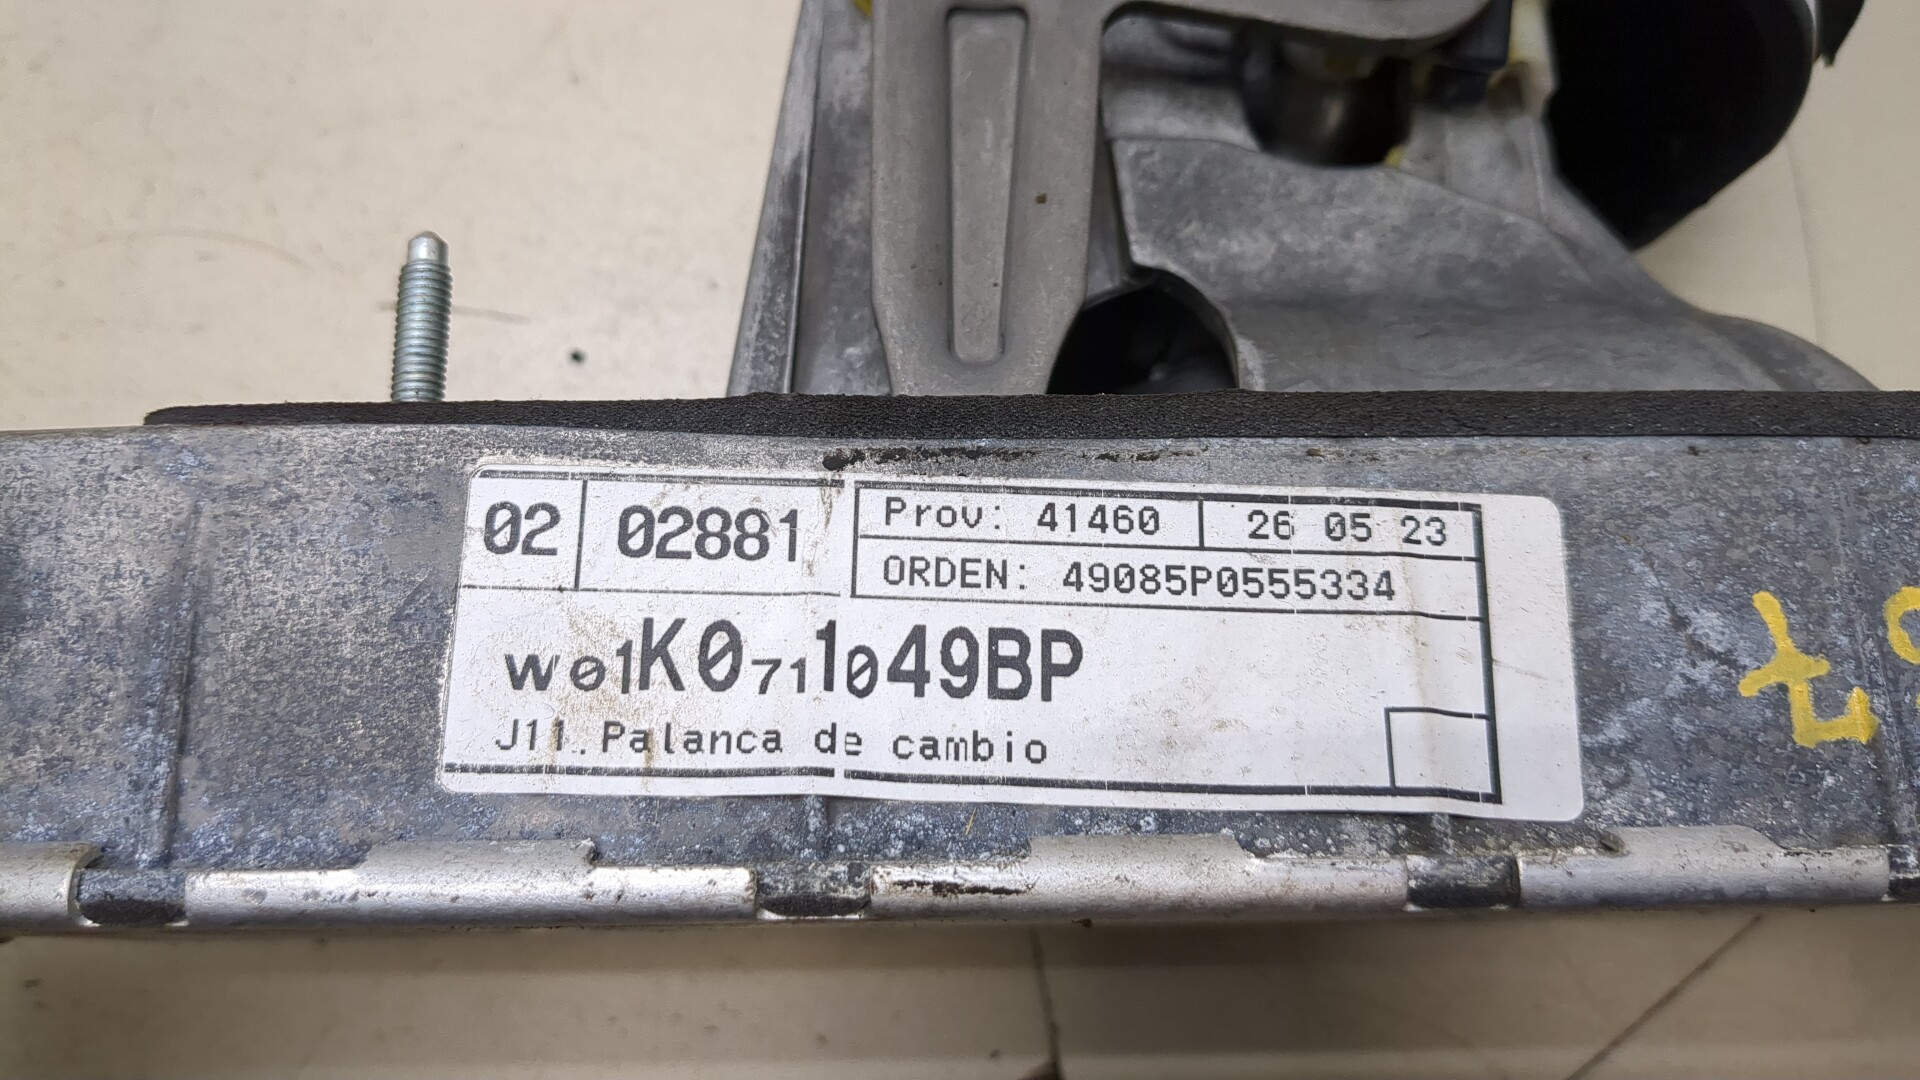 02 02881 Prov: 41460 26 05 23
ORDEN: 49085P0555334
W01K0711049BP
J11..Palanca de cambio